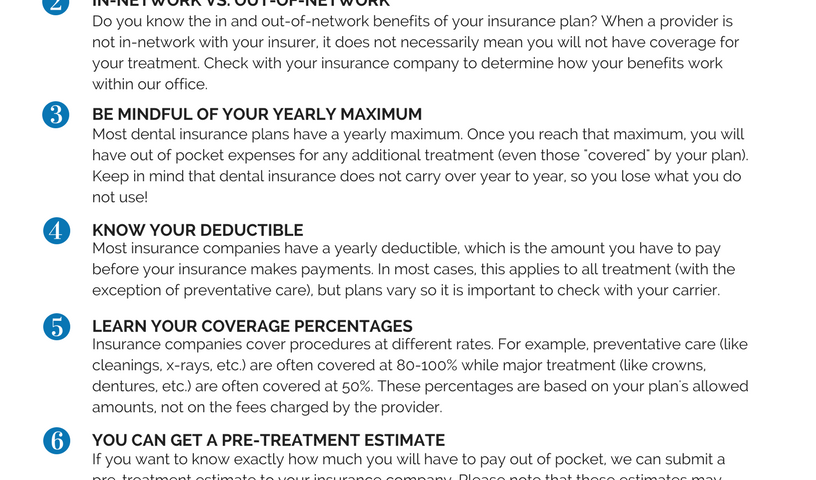 2 IN-NETWORK VS. OUT-OF-NETWORK
Do you know the in and out-of-network benefits of your insurance plan? When a provider is
not in-network with your insurer, it does not necessarily mean you will not have coverage for
your treatment. Check with your insurance company to determine how your benefits work
within our office.
3 BE MINDFUL OF YOUR YEARLY MAXIMUM
Most dental insurance plans have a yearly maximum. Once you reach that maximum, you will
have out of pocket expenses for any additional treatment (even those "covered" by your plan).
Keep in mind that dental insurance does not carry over year to year, so you lose what you do
not use!
4 KNOW YOUR DEDUCTIBLE
Most insurance companies have a yearly deductible, which is the amount you have to pay
before your insurance makes payments. In most cases, this applies to all treatment (with the
exception of preventative care), but plans vary so it is important to check with your carrier.
5 LEARN YOUR COVERAGE PERCENTAGES
Insurance companies cover procedures at different rates. For example, preventative care (like
cleanings, x-rays, etc.) are often covered at 80-100% while major treatment (like crowns,
dentures, etc.) are often covered at 50%. These percentages are based on your plan's allowed
amounts, not on the fees charged by the provider.
6 YOU CAN GET A PRE-TREATMENT ESTIMATE
If you want to know exactly how much you will have to pay out of pocket, we can submit a
pre-treatment estimate to your insurance company. Please note that these estimates may